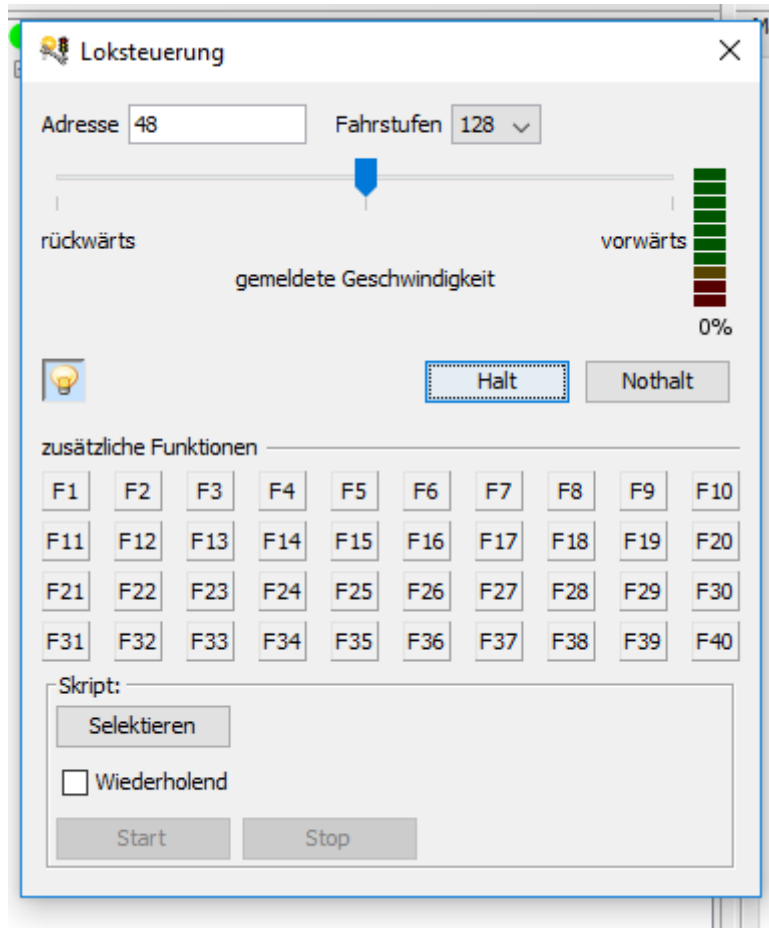 Loksteuerung
Adresse 48 Fahrstufen 128
rückwärts vorwärts
gemeldete Geschwindigkeit
0%
Halt Nothalt
zusätzliche Funktionen
F1 F2 F3 F4 F5 F6 F7 F8 F9 F10
F11 F12 F13 F14 F15 F16 F17 F18 F19 F20
F21 F22 F23 F24 F25 F26 F27 F28 F29 F30
F31 F32 F33 F34 F35 F36 F37 F38 F39 F40
Skript:
Selektieren
Wiederholend
Start Stop